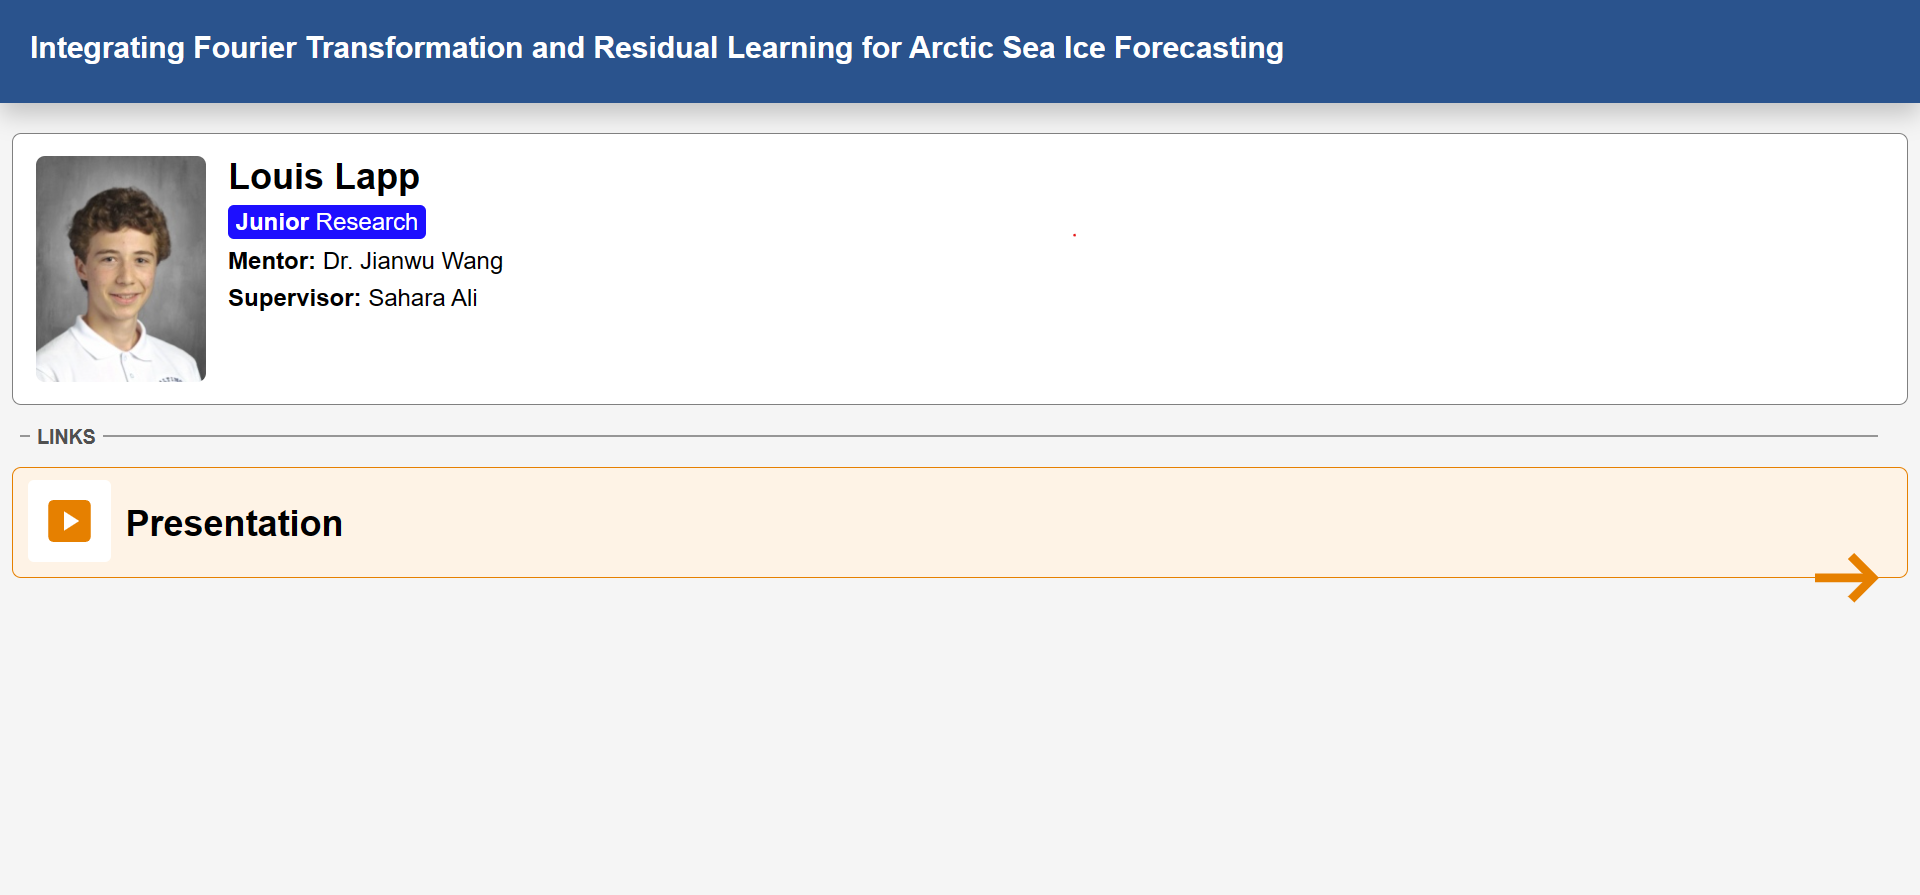 Integrating Fourier Transformation and Residual Learning for Arctic Sea Ice Forecasting
Louis Lapp
Junior Research
Mentor: Dr. Jianwu Wang
Supervisor: Sahara Ali
LINKS
Presentation